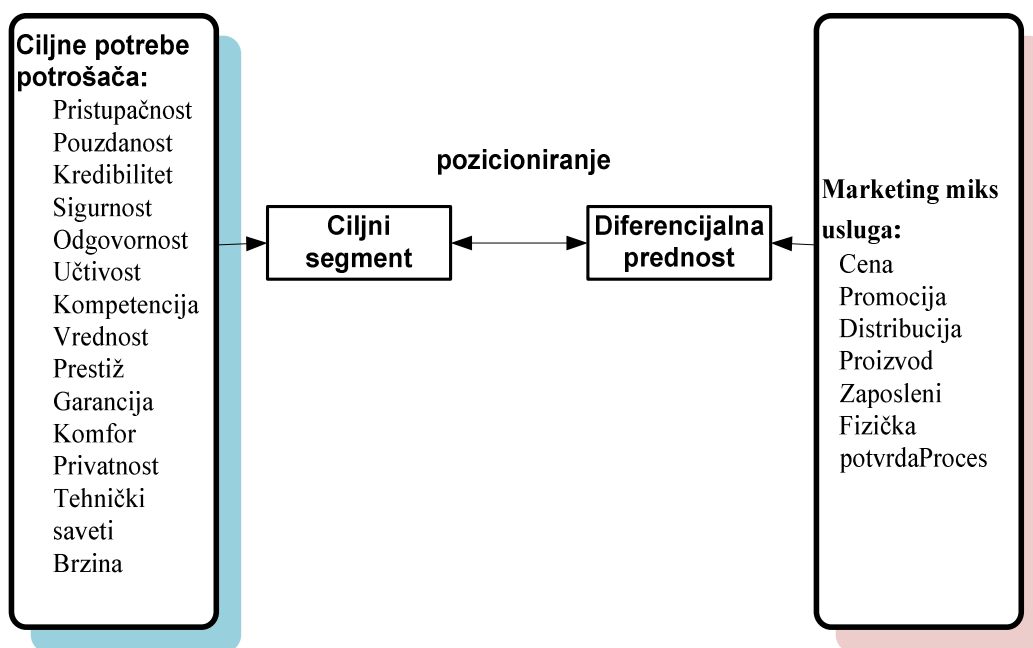 Ciljne potrebe
potrošača:
Pristupačnost
Pouzdanost
Kredibilitet
Sigurnost
Odgovornost
Učtivost
Kompetencija
Vrednost
Prestiž
Garancija
Komfor
Privatnost
Tehnički
saveti
Brzina
pozicioniranje
Ciljni
segment
Diferencijalna
prednost
Marketing miks
usluga:
Cena
Promocija
Distribucija
Proizvod
Zaposleni
Fizička
potvrdaProces